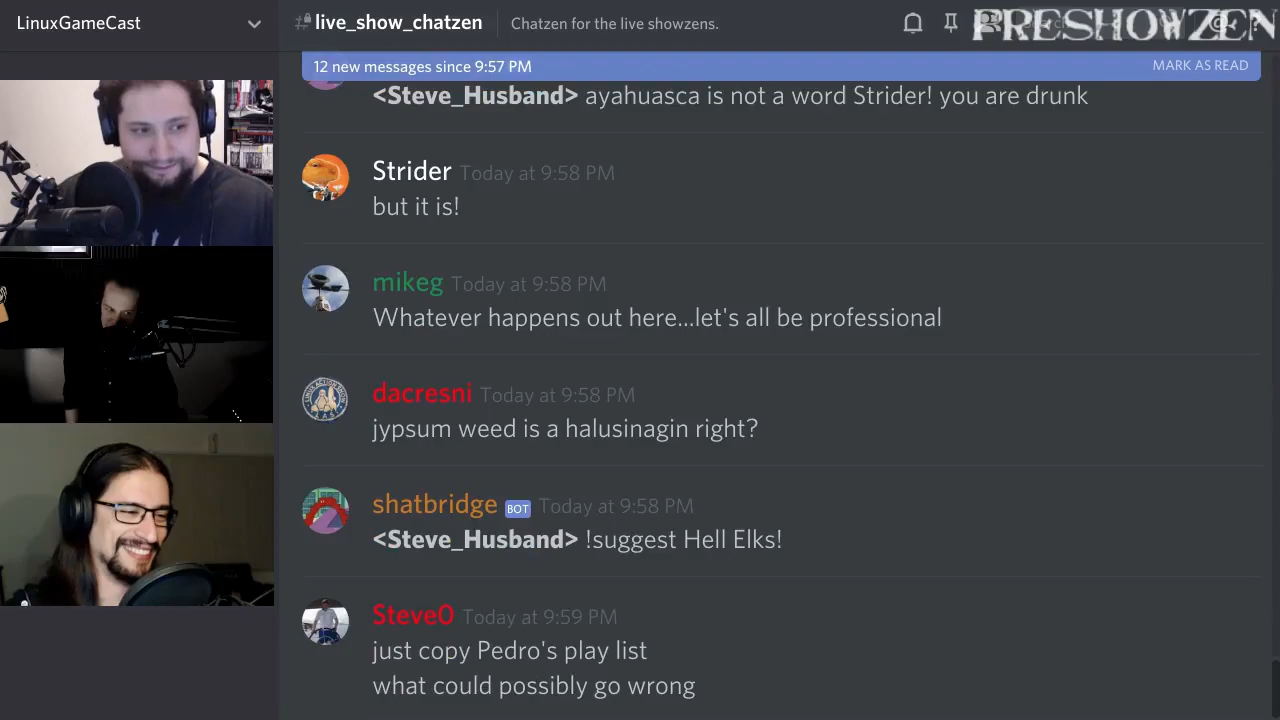 LinuxGameCast
live_show_chatzen
Chatzen for the live showzens.
PRESHOWZEN
12 new messages since 9:57 PM
MARK AS READ
<Steve_Husband> ayahuasca is not a word Strider! you are drunk
Strider Today at 9:58 PM
but it is!
mikeg Today at 9:58 PM
Whatever happens out here...let's all be professional
dacresni Today at 9:58 PM
jypsum weed is a halusinagin right?
shatbridge BOT Today at 9:58 PM
<Steve_Husband> !suggest Hell Elks!
Steve0 Today at 9:59 PM
just copy Pedro's play list
what could possibly go wrong